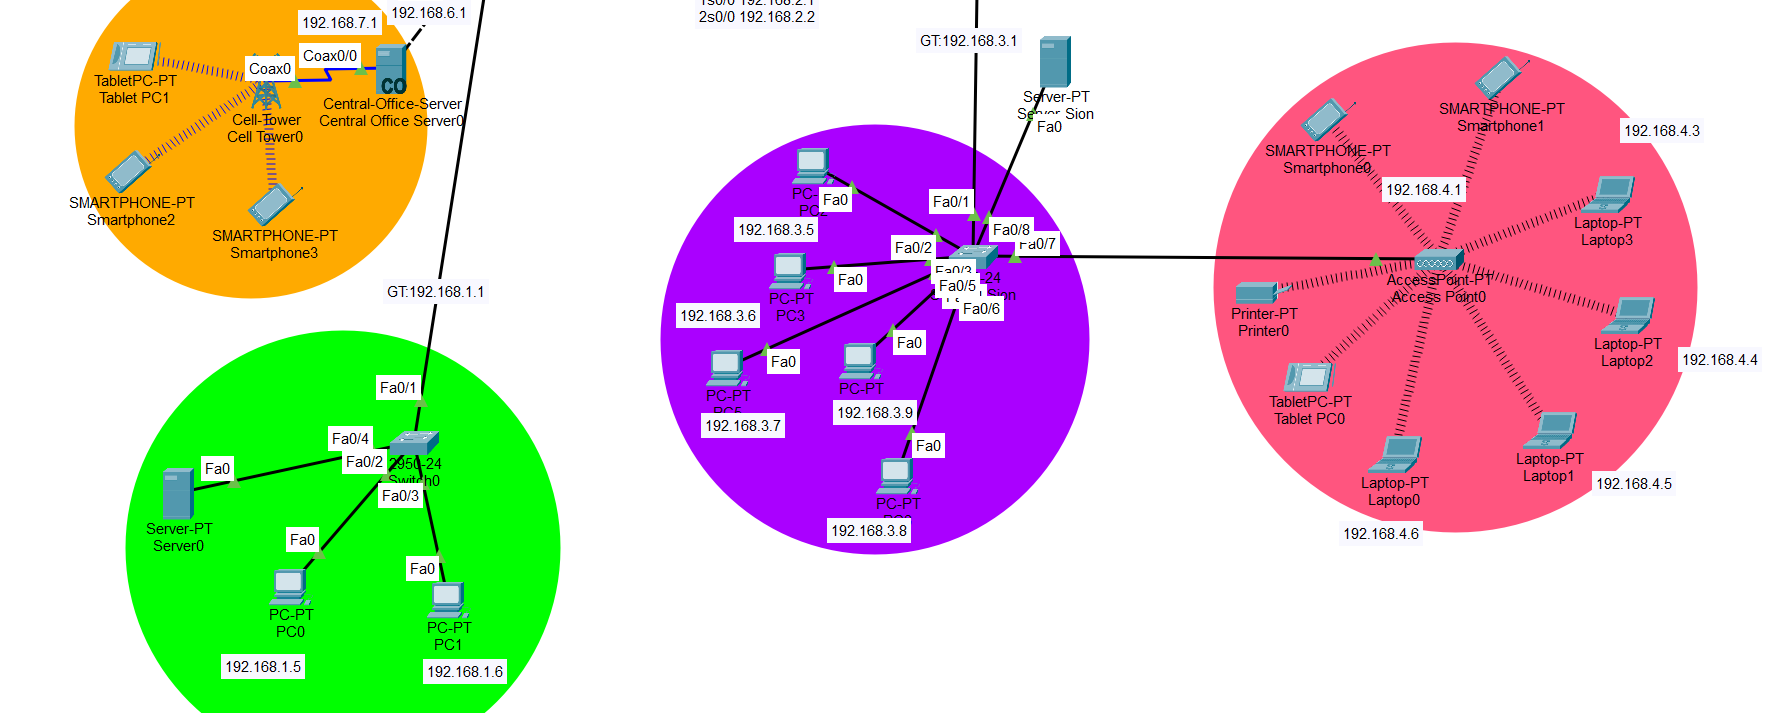 192.168.7.1
192.168.6.1
Coax0/0
Coax0
TabletPC-PT
Tablet PC1
Central-Office-Server
Central Office Server0
Cell-Tower
Cell Tower0
SMARTPHONE-PT
Smartphone2
SMARTPHONE-PT
Smartphone3
GT:192.168.1.1
Fa0/1
Fa0/4
Fa0/2
2950-24
Switch0
Fa0/3
Fa0
Server-PT
Server0
Fa0
PC-PT
PC0
192.168.1.5
Fa0
PC-PT
PC1
192.168.1.6
1s0/0 192.168.2.1
2s0/0 192.168.2.2
GT:192.168.3.1
Server-PT
Server Sion
Fa0
Fa0/1
Fa0/8
Fa0/7
Fa0/2
Fa0/3
Fa0/5
Fa0/6
Fa0
PC2
192.168.3.5
Fa0
PC-PT
PC3
192.168.3.6
Fa0
PC-PT
PC5
192.168.3.7
Fa0
PC-PT
192.168.3.9
Fa0
PC-PT
192.168.3.8
SMARTPHONE-PT
Smartphone1
SMARTPHONE-PT
Smartphone0
192.168.4.3
192.168.4.1
Laptop-PT
Laptop3
AccessPoint-PT
Access Point0
Printer-PT
Printer0
Laptop-PT
Laptop2
192.168.4.4
TabletPC-PT
Tablet PC0
Laptop-PT
Laptop1
192.168.4.5
Laptop-PT
Laptop0
192.168.4.6